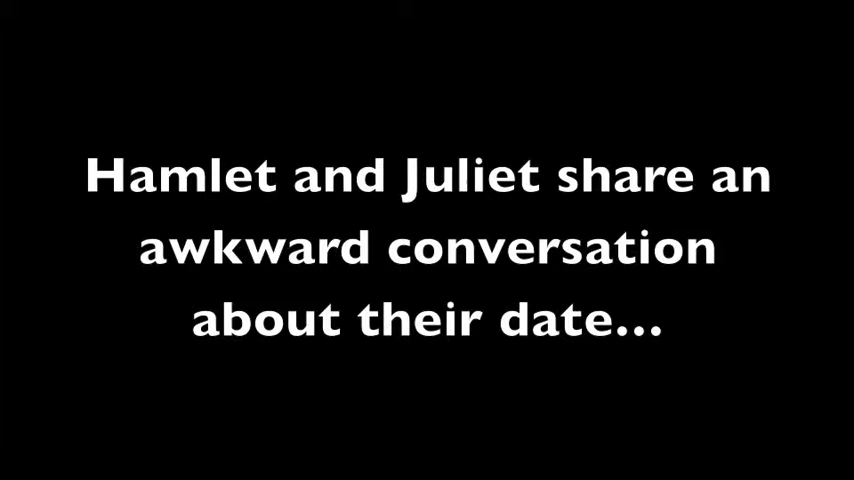 Hamlet and Juliet share an
awkward conversation
about their date...